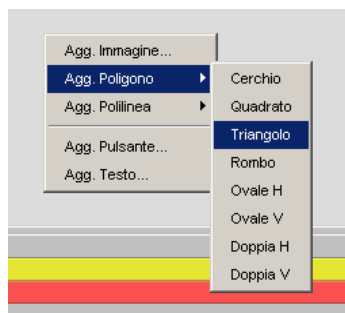 Agg. Immagine...
Agg. Poligono
Agg. Polilinea
Agg. Pulsante...
Agg. Testo...
Cerchio
Quadrato
Triangolo
Rombo
Ovale H
Ovale V
Doppia H
Doppia V